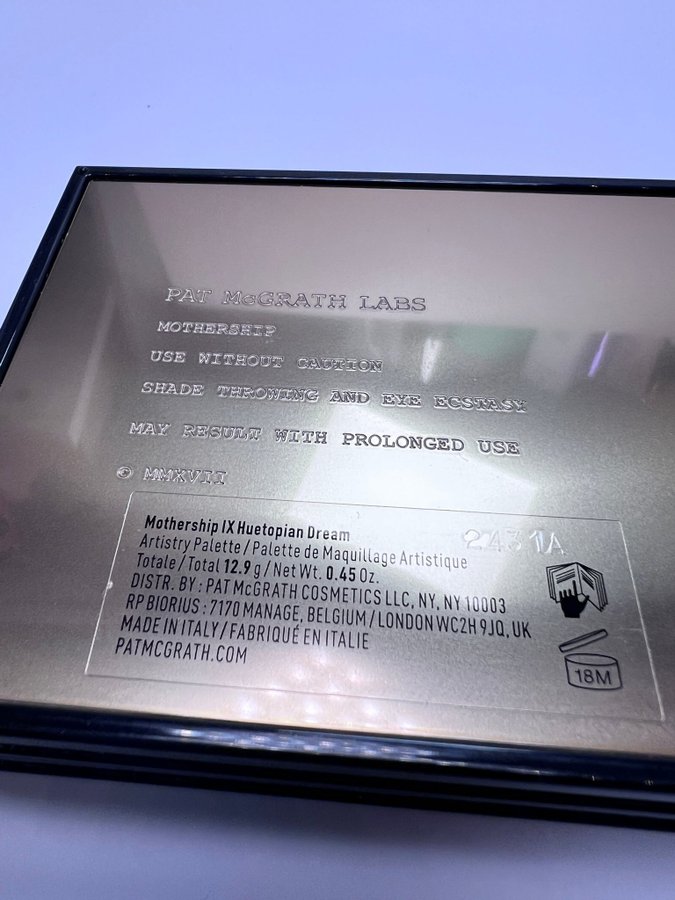 PAT McGRATH LABS
MOTHERSHIP
USE WITHOUT CAUTION
SHADE THROWING AND EYE ECSTASY
MAY RESULT WITH PROLONGED USE
© MMXVII
Mothership IX Huetopian Dream
2431A
Artistry Palette / Palette de Maquillage Artistique
Totale / Total 12.9 g / Net Wt. 0.45 Oz.
DISTR. BY : PAT McGRATH COSMETICS LLC, NY, NY 10003
RP BIORIUS : 7170 MANAGE, BELGIUM / LONDON WC2H 9JQ, UK
MADE IN ITALY / FABRIQUÉ EN ITALIE
PATMCGRATH.COM
18M